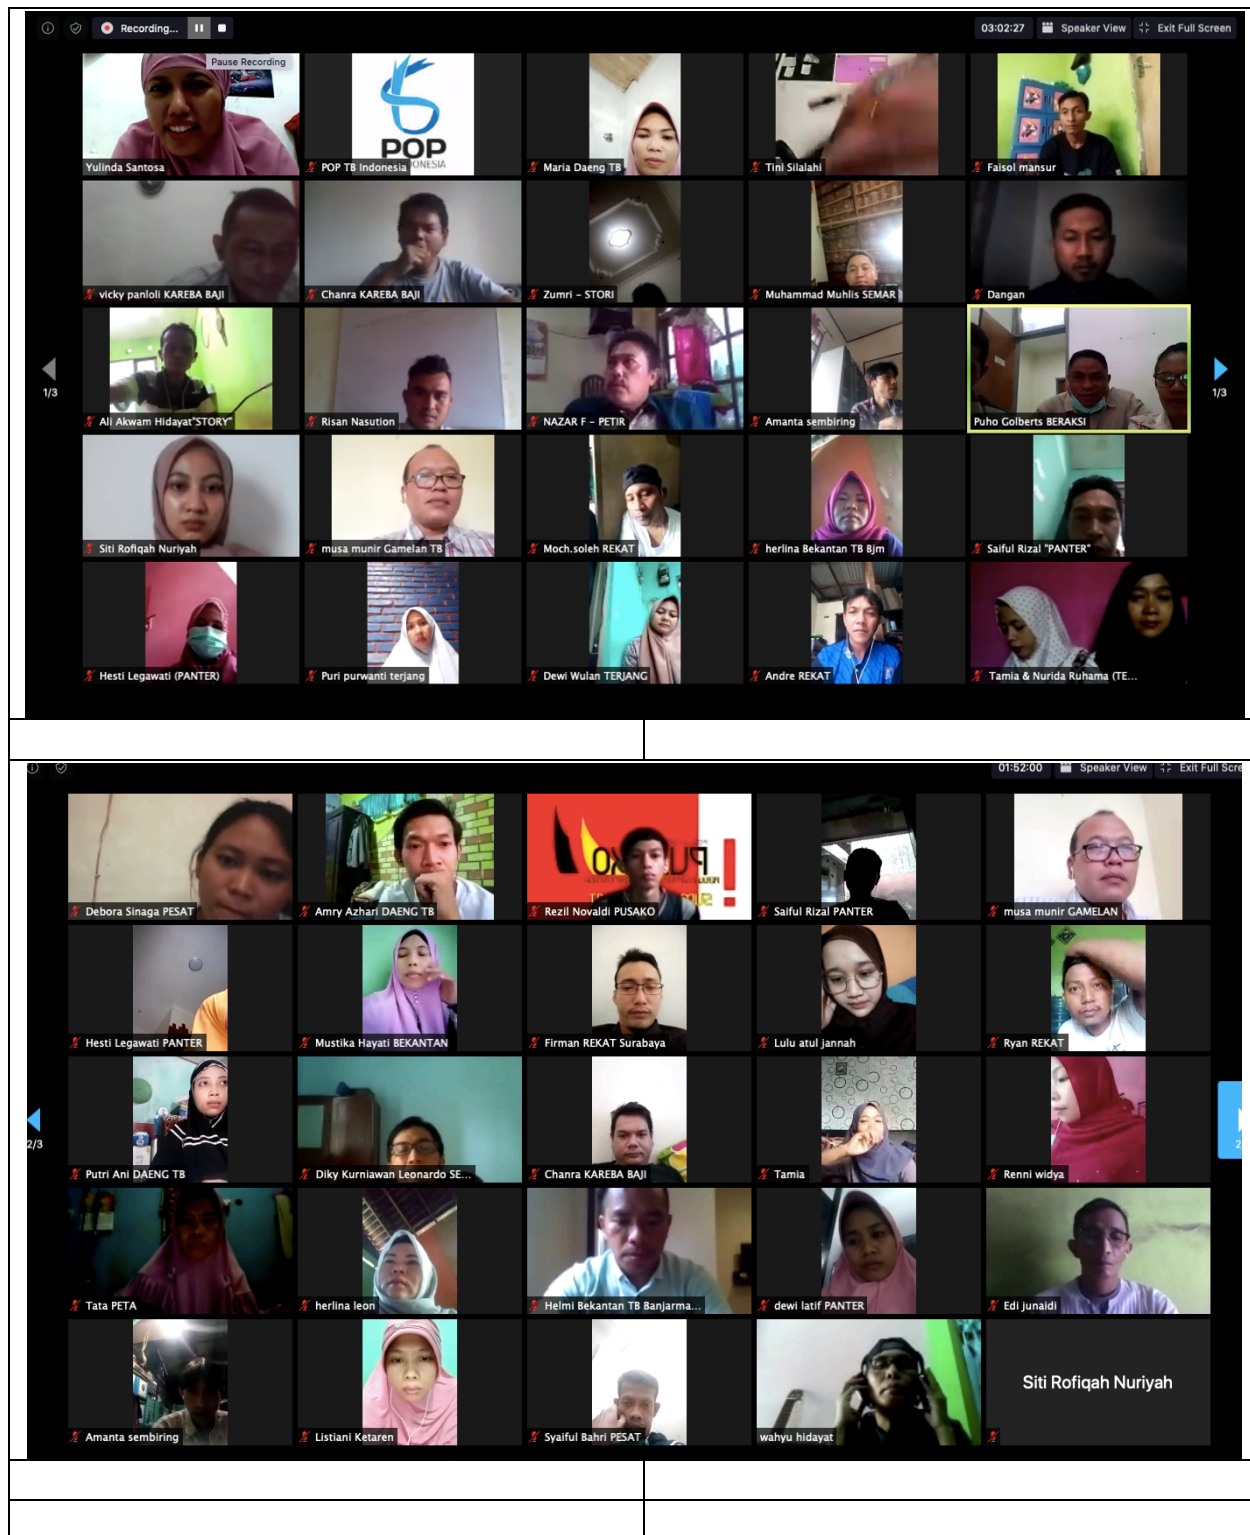 Recording...
03:02:27 Speaker View Exit Full Screen
Pause Recording
Yulinda Santosa
POP
POP TB Indonesia
Maria Daeng TB
Tini Silalahi
Faisol mansur
vicky panloli KAREBA BAJI
Chanra KAREBA BAJI
Zumri - STORI
Muhammad Muhlis SEMAR
Dangan
1/3
1/3
Ali Akwam Hidayat"STORY"
Risan Nasution
NAZAR F - PETIR
Amanta sembiring
Puho Golberts BERAKSI
Siti Rofiqah Nuriyah
musa munir Gamelan TB
Moch.soleh REKAT
herlina Bekantan TB Bjm
Saiful Rizal "PANTER"
Hesti Legawati (PANTER)
Puri purwanti terjang
Dewi Wulan TERJANG
Andre REKAT
Tamia & Nurida Ruhama (TE...
01:52:00 Speaker View Exit Full Scre
Debora Sinaga PESAT
Amry Azhari DAENG TB
Rezil Novaldi PUSAKO
Saiful Rizal PANTER
musa munir GAMELAN
Hesti Legawati PANTER
Mustika Hayati BEKANTAN
Firman REKAT Surabaya
Lulu atul jannah
Ryan REKAT
2/3
2
Putri Ani DAENG TB
Diky Kurniawan Leonardo SE...
Chanra KAREBA BAJI
Tamia
Renni widya
Tata PETA
herlina leon
Helmi Bekantan TB Banjarma...
dewi latif PANTER
Edi junaidi
Amanta sembiring
Listiani Ketaren
Syaiful Bahri PESAT
wahyu hidayat
Siti Rofiqah Nuriyah